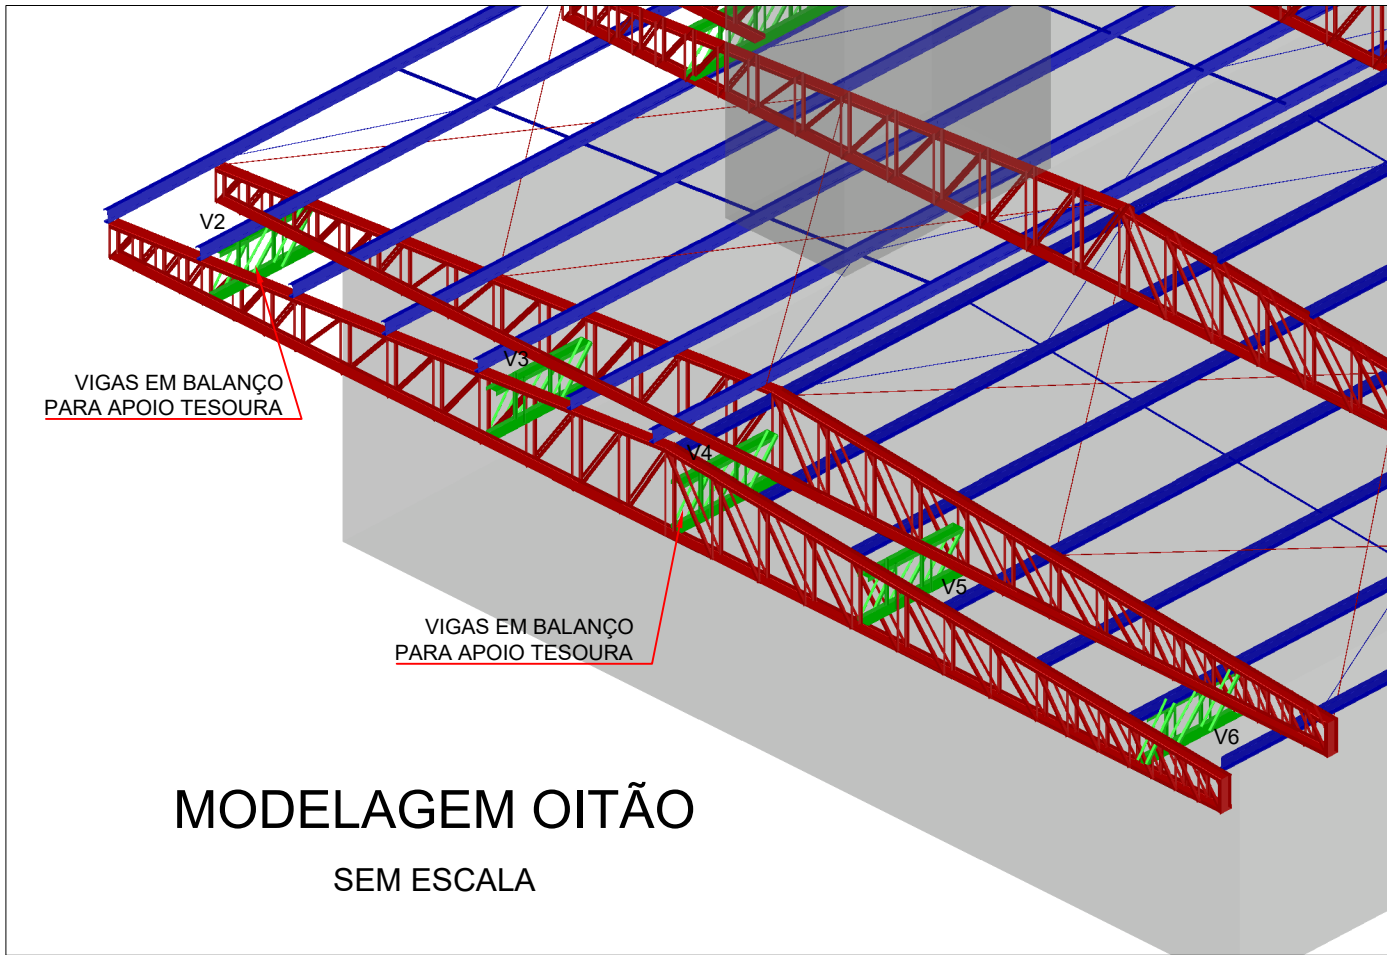 V2
V3
VIGAS EM BALANÇO
PARA APOIO TESOURA
V4
V5
VIGAS EM BALANÇO
PARA APOIO TESOURA
V6
MODELAGEM OITÃO
SEM ESCALA